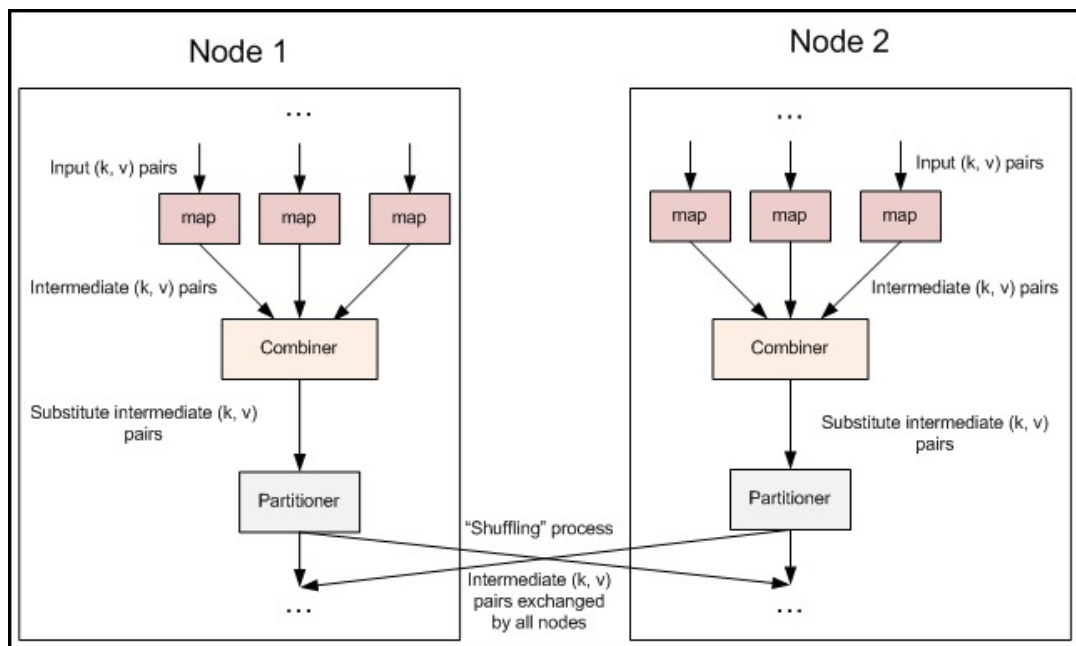 Node 1
Node 2
...
...
Input (k, v) pairs
Input (k, v) pairs
map
map
map
map
map
map
Intermediate (k, v) pairs
Intermediate (k, v) pairs
Combiner
Combiner
Substitute intermediate (k, v)
pairs
Substitute intermediate (k, v)
pairs
Partitioner
Partitioner
“Shuffling” process
Intermediate (k, v)
pairs exchanged
by all nodes
...
...